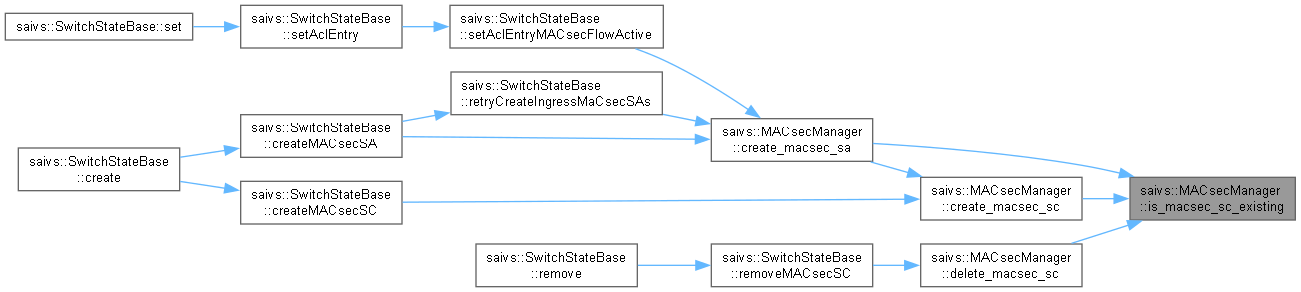 saivs::SwitchStateBase::set
saivs::SwitchStateBase
::setAclEntry
saivs::SwitchStateBase
::setAclEntryMACsecFlowActive
saivs::SwitchStateBase
::retryCreateIngressMaCsecSAs
saivs::SwitchStateBase
::createMACsecSA
saivs::MACsecManager
::create_macsec_sa
saivs::SwitchStateBase
::create
saivs::SwitchStateBase
::createMACsecSC
saivs::MACsecManager
::create_macsec_sc
saivs::MACsecManager
::is_macsec_sc_existing
saivs::SwitchStateBase
::remove
saivs::SwitchStateBase
::removeMACsecSC
saivs::MACsecManager
::delete_macsec_sc